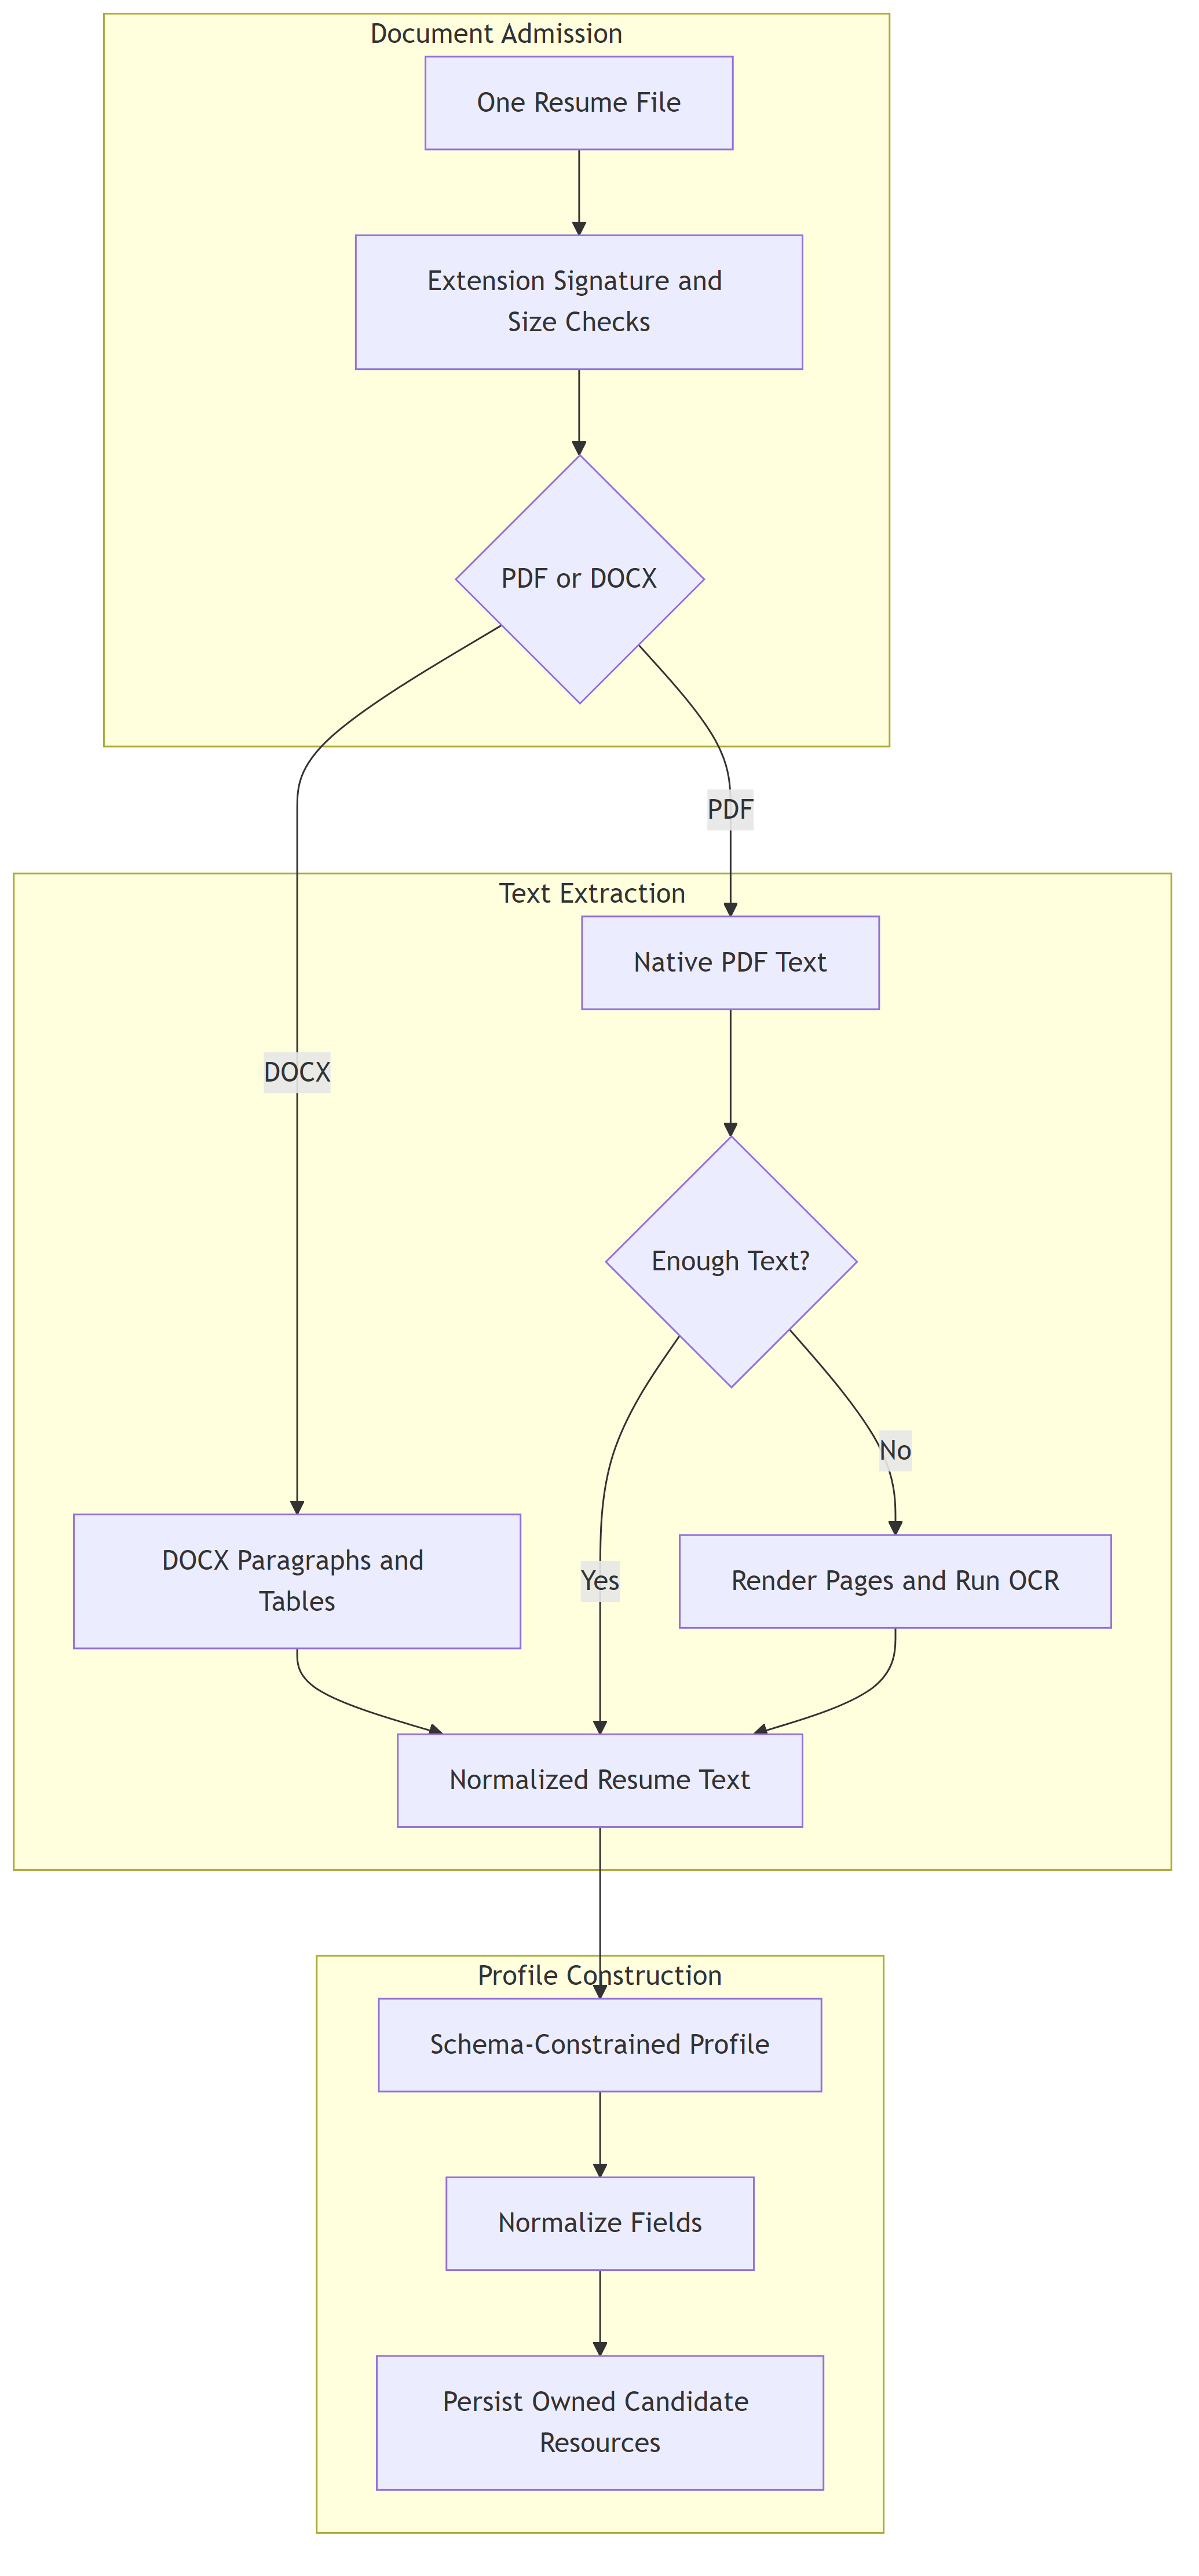 Document Admission
One Resume File
Extension Signature and
Size Checks
PDF or DOCX
PDF
Text Extraction
Native PDF Text
DOCX
Enough Text?
No
DOCX Paragraphs and
Tables
Yes
Render Pages and Run OCR
Normalized Resume Text
Profile Construction
Schema-Constrained Profile
Normalize Fields
Persist Owned Candidate
Resources